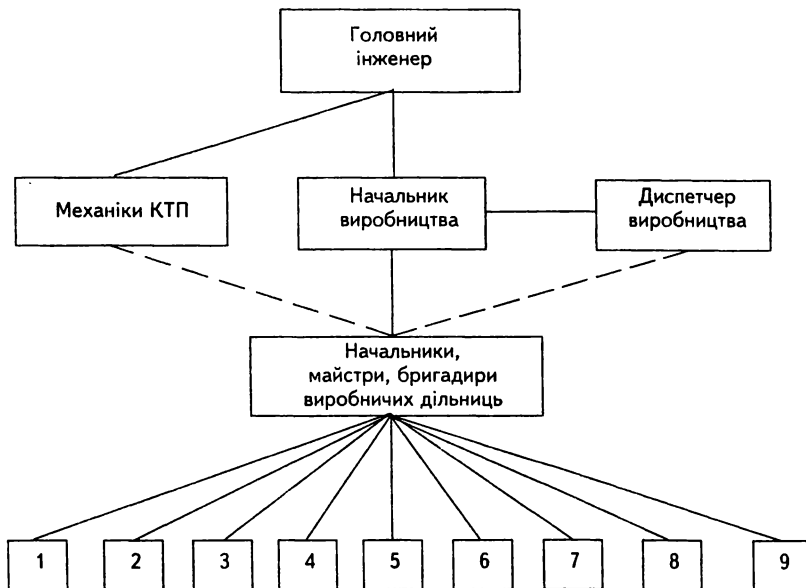 Головний
інженер
Механіки КТП
Начальник
виробництва
Диспетчер
виробництва
Начальники,
майстри, бригадири
виробничих дільниць
1 2 3 4 5 6 7 8 9